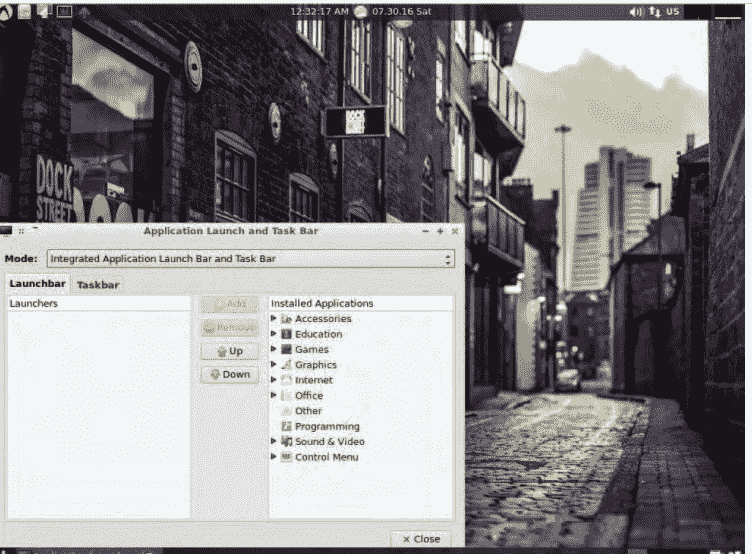 12:32:17 AM 07.30.16 Sat US
DOCK
STREET
DOCK
STREET
Application Launch and Task Bar
Mode: Integrated Application Launch Bar and Task Bar
Launchbar Taskbar
Launchers
Add
Remove
Up
Down
Installed Applications
Accessories
Education
Games
Graphics
Internet
Office
Other
Programming
Sound & Video
Control Menu
Close